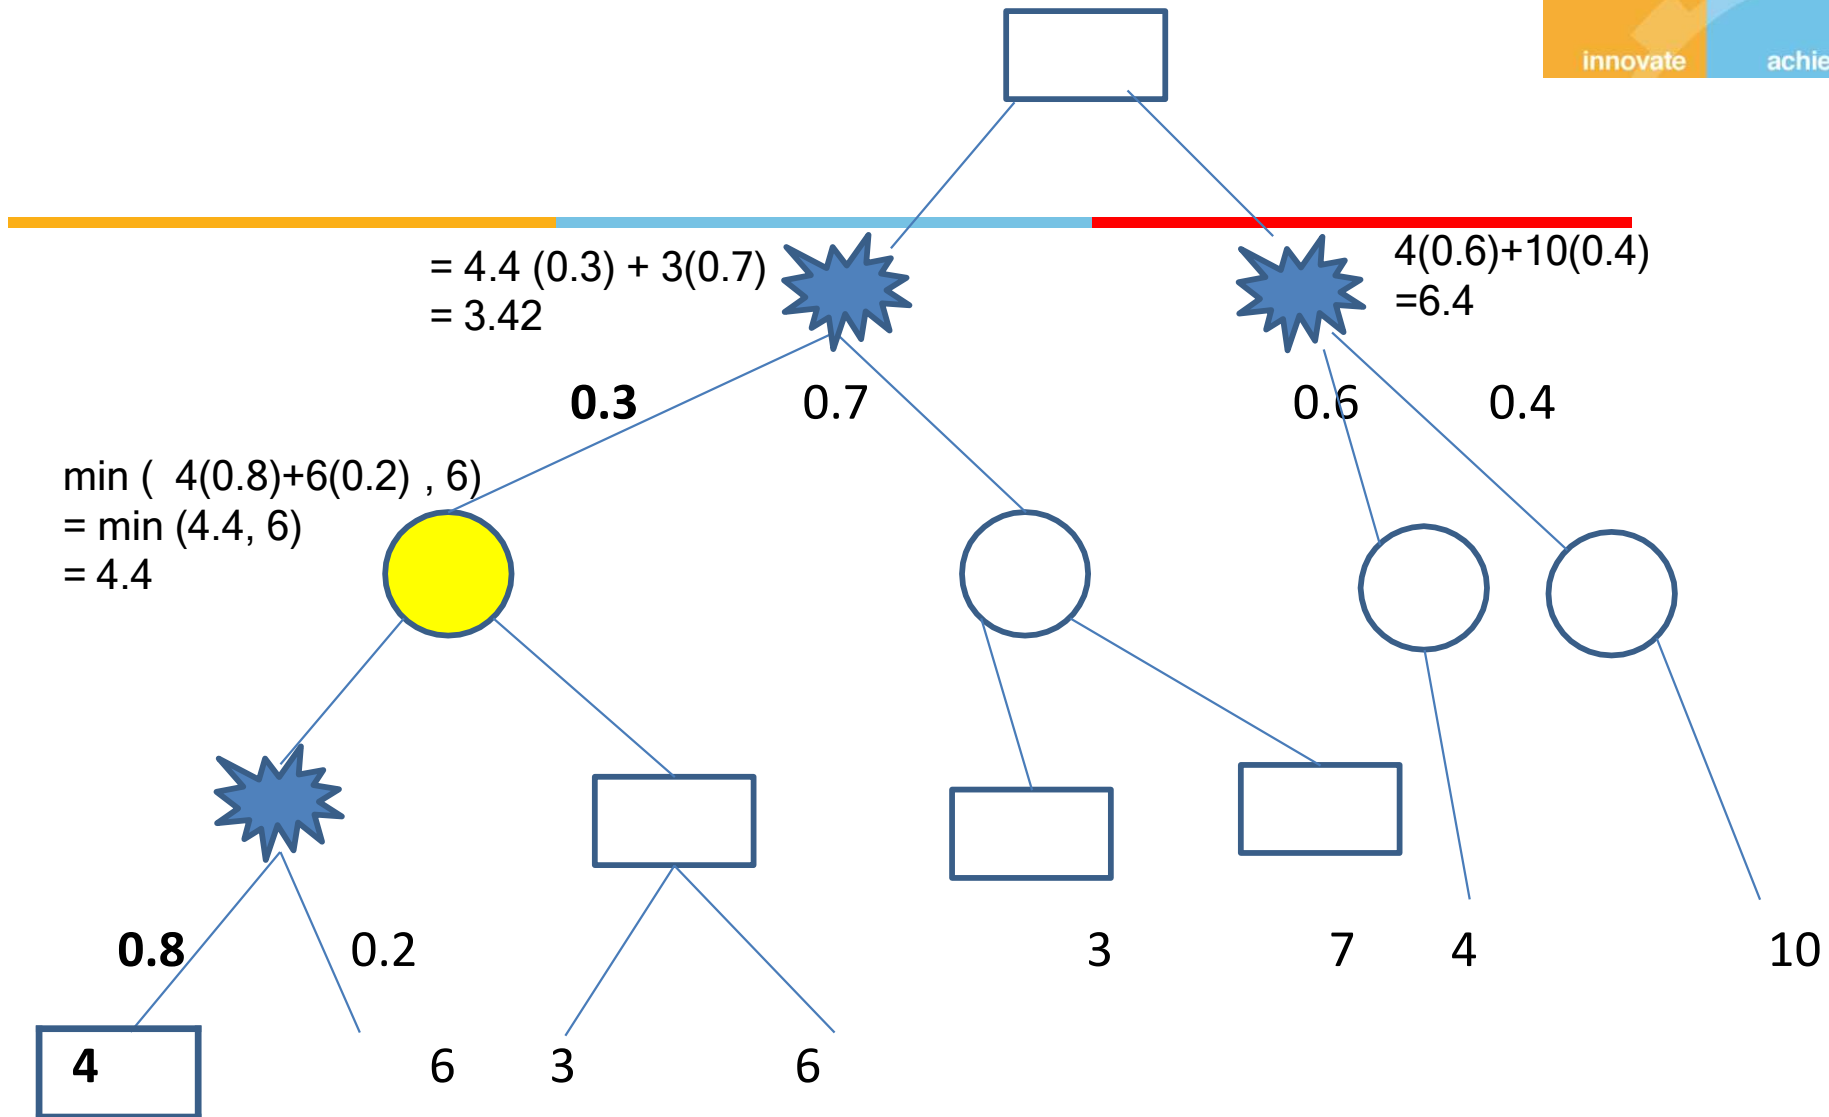 innovate achie
= 4.4 (0.3) + 3(0.7)
= 3.42
4(0.6)+10(0.4)
=6.4
0.3 0.7 0.6 0.4
min ( 4(0.8)+6(0.2) , 6)
= min (4.4, 6)
= 4.4
0.8 0.2 3 7 4 10
4 6 3 6